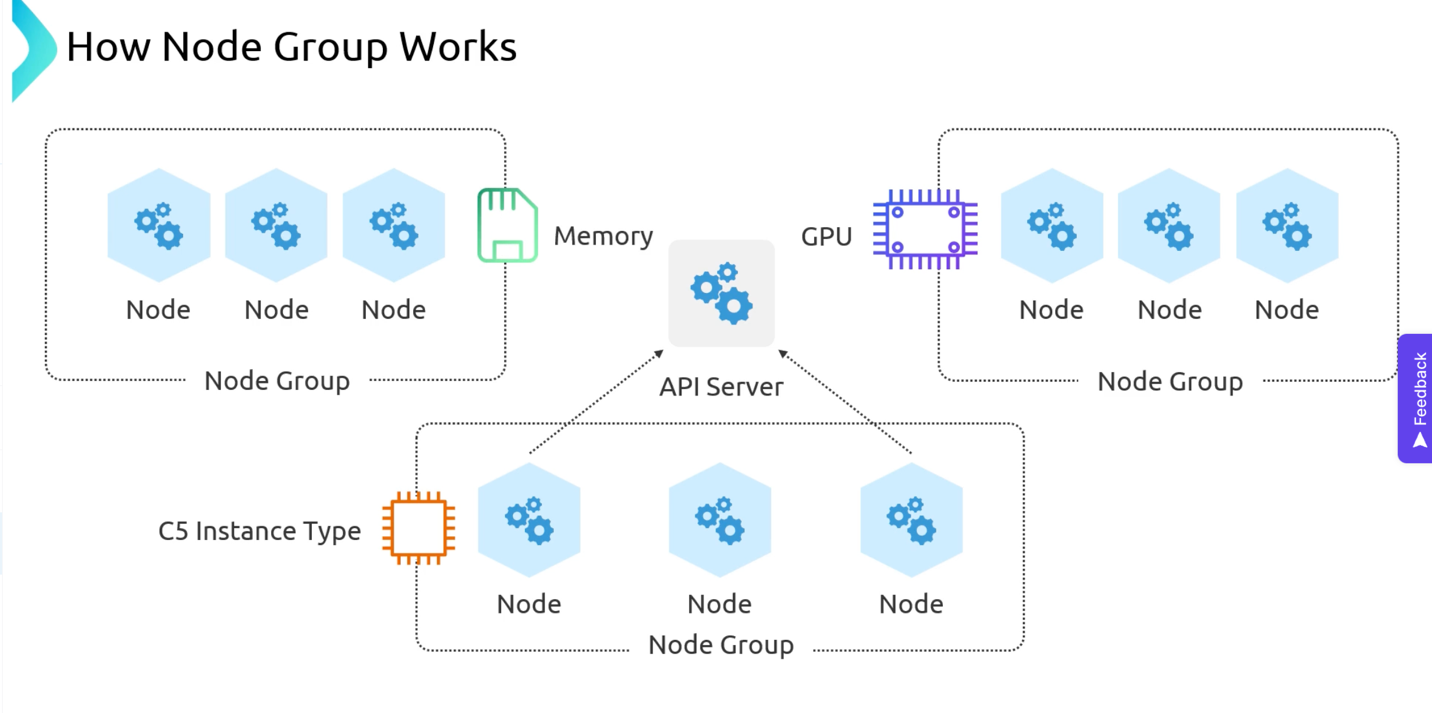 How Node Group Works
Memory
GPU
Node Node Node
Node Node Node
Node Group
API Server
Node Group
Feedback
C5 Instance Type
Node Node Node
Node Group